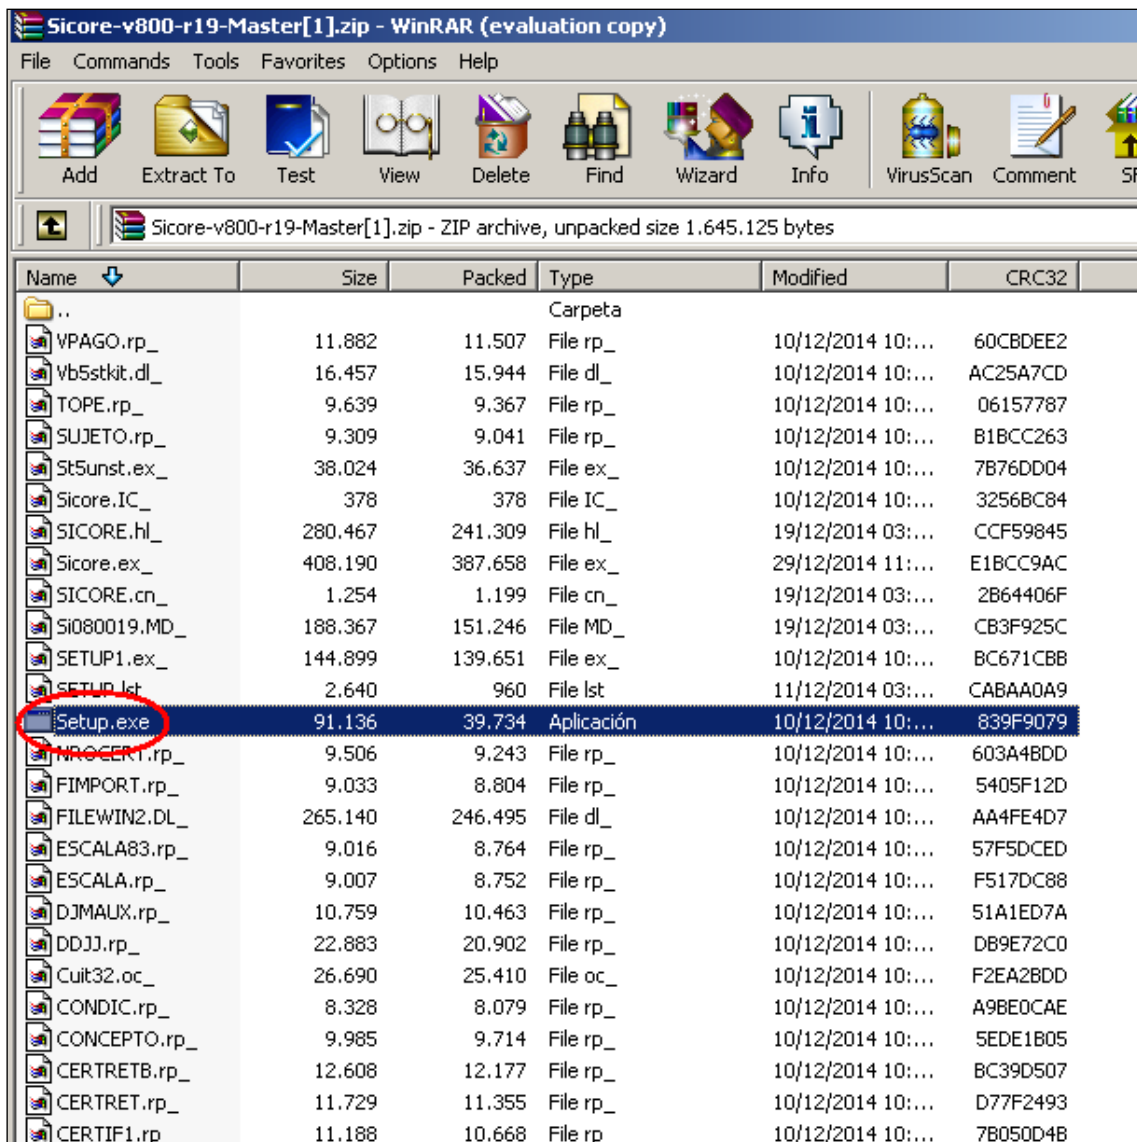 Sicore-v800-r19-Master[1].zip - WinRAR (evaluation copy)
File Commands Tools Favorites Options Help
Add Extract To Test View Delete Find Wizard Info VirusScan Comment
Sicore-v800-r19-Master[1].zip - ZIP archive, unpacked size 1.645.125 bytes
Name Size Packed Type Modified CRC32
.. Carpeta
VPAGO.rp_ 11.882 11.507 File rp_ 10/12/2014 10:... 60CBDEE2
Vb5stkit.dl_ 16.457 15.944 File dl_ 10/12/2014 10:... AC25A7CD
TOPE.rp_ 9.639 9.367 File rp_ 10/12/2014 10:... 06157787
SUJETO.rp_ 9.309 9.041 File rp_ 10/12/2014 10:... B1BCC263
St5unst.ex_ 38.024 36.637 File ex_ 10/12/2014 10:... 7B76DD04
Sicore.IC_ 378 378 File IC_ 10/12/2014 10:... 3256BC84
SICORE.hl_ 280.467 241.309 File hl_ 19/12/2014 03:... CCF59845
Sicore.ex_ 408.190 387.658 File ex_ 29/12/2014 11:... E1BCC9AC
SICORE.cn_ 1.254 1.199 File cn_ 19/12/2014 03:... 2B64406F
Si080019.MD_ 188.367 151.246 File MD_ 19/12/2014 03:... CB3F925C
SETUP1.ex_ 144.899 139.651 File ex_ 10/12/2014 10:... BC671CBB
SETUP.lst 2.640 960 File lst 11/12/2014 03:... CABAA0A9
Setup.exe 91.136 39.734 Aplicación 10/12/2014 10:... 839F9079
NROCERT.rp_ 9.506 9.243 File rp_ 10/12/2014 10:... 603A4BDD
FIMPORT.rp_ 9.033 8.804 File rp_ 10/12/2014 10:... 5405F12D
FILEWIN2.DL_ 265.140 246.495 File dl_ 10/12/2014 10:... AA4FE4D7
ESCALA83.rp_ 9.016 8.764 File rp_ 10/12/2014 10:... 57F5DCED
ESCALA.rp_ 9.007 8.752 File rp_ 10/12/2014 10:... F517DC88
DJMAUX.rp_ 10.759 10.463 File rp_ 10/12/2014 10:... 51A1ED7A
DDJJ.rp_ 22.883 20.902 File rp_ 10/12/2014 10:... DB9E72C0
Cuit32.oc_ 26.690 25.410 File oc_ 10/12/2014 10:... F2EA2BDD
CONDIC.rp_ 8.328 8.079 File rp_ 10/12/2014 10:... A9BE0CAE
CONCEPTO.rp_ 9.985 9.714 File rp_ 10/12/2014 10:... 5EDE1B05
CERTRETB.rp_ 12.608 12.177 File rp_ 10/12/2014 10:... BC39D507
CERTRET.rp_ 11.729 11.355 File rp_ 10/12/2014 10:... D77F2493
CERTIF1.rp 11.188 10.668 File rp 10/12/2014 10:... 7B050D4B